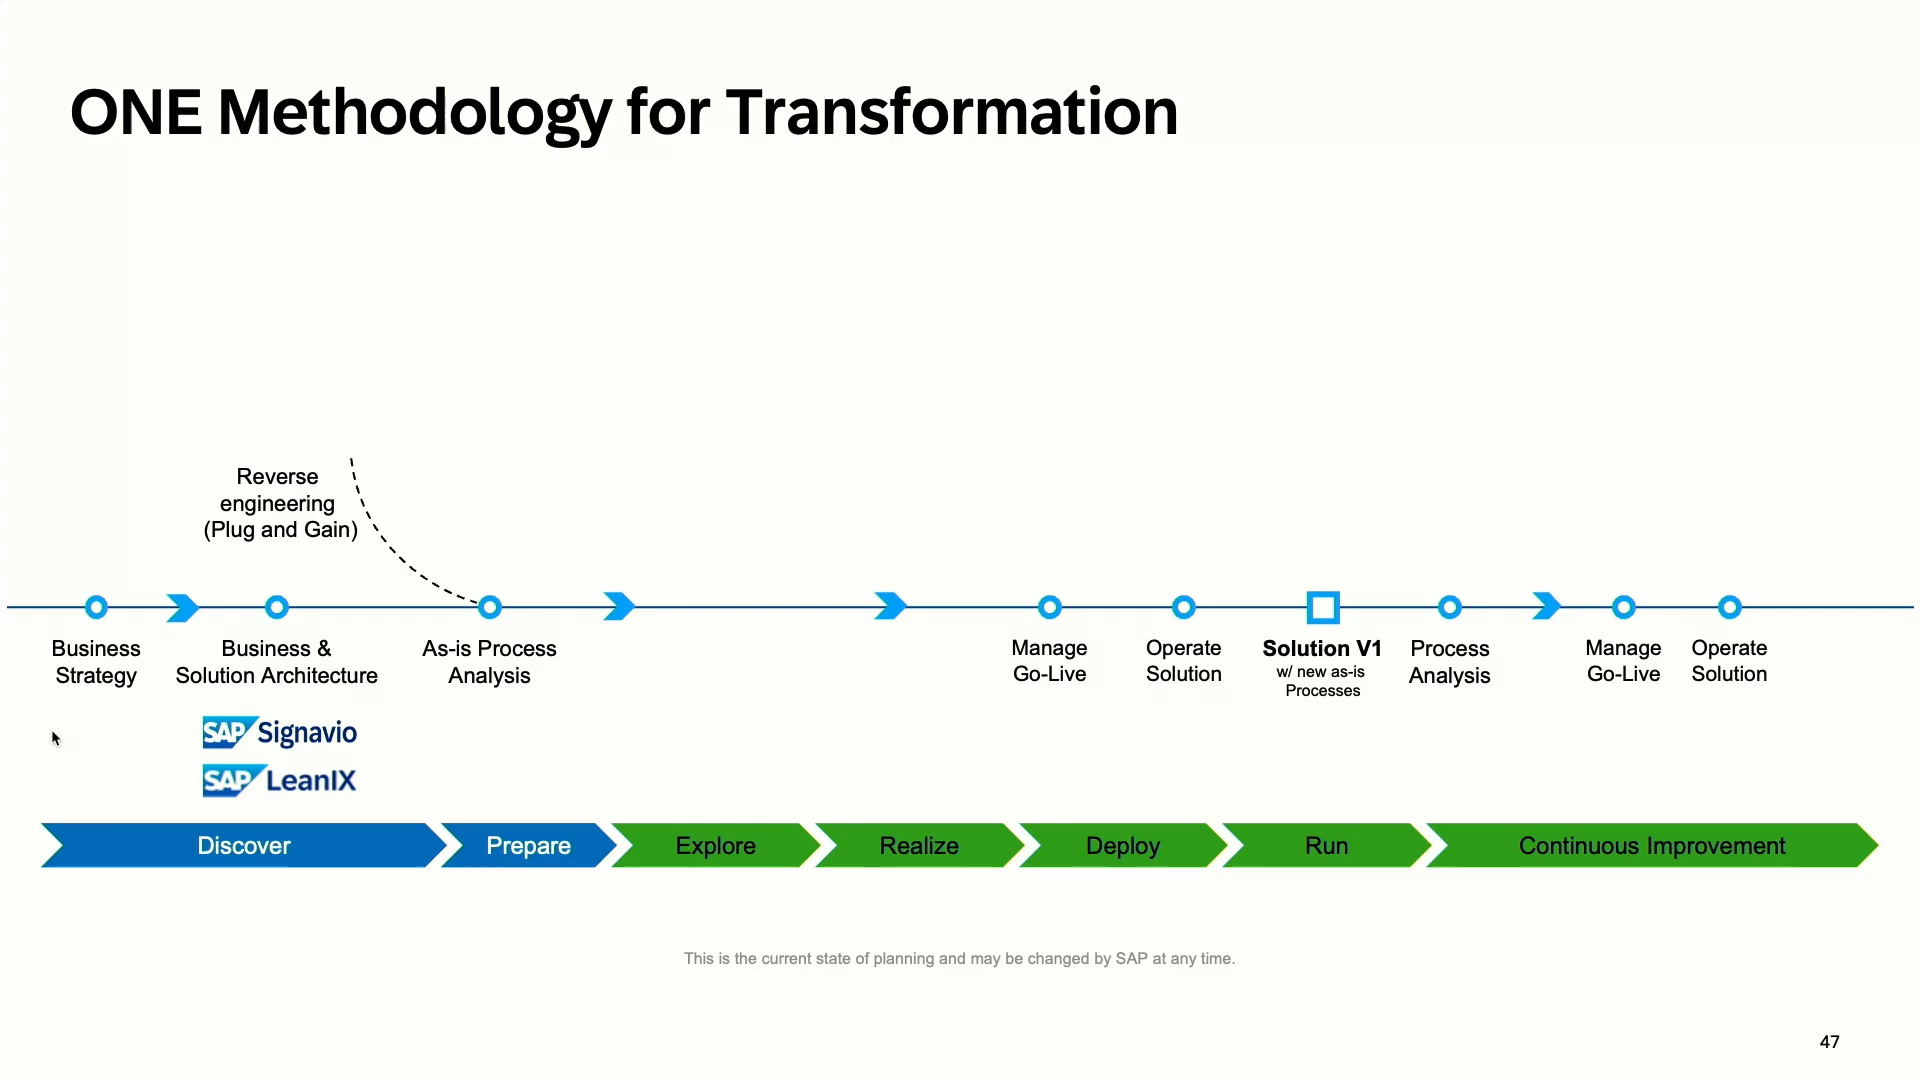 ONE Methodology for Transformation
Reverse
engineering
(Plug and Gain)
Business
Strategy
Business &
Solution Architecture
As-is Process
Analysis
Manage
Go-Live
Operate
Solution
Solution V1
w/ new as-is
Processes
Process
Analysis
Manage
Go-Live
Operate
Solution
SAP Signavio
SAP LeanIX
Discover
Prepare
Explore
Realize
Deploy
Run
Continuous Improvement
This is the current state of planning and may be changed by SAP at any time.
47